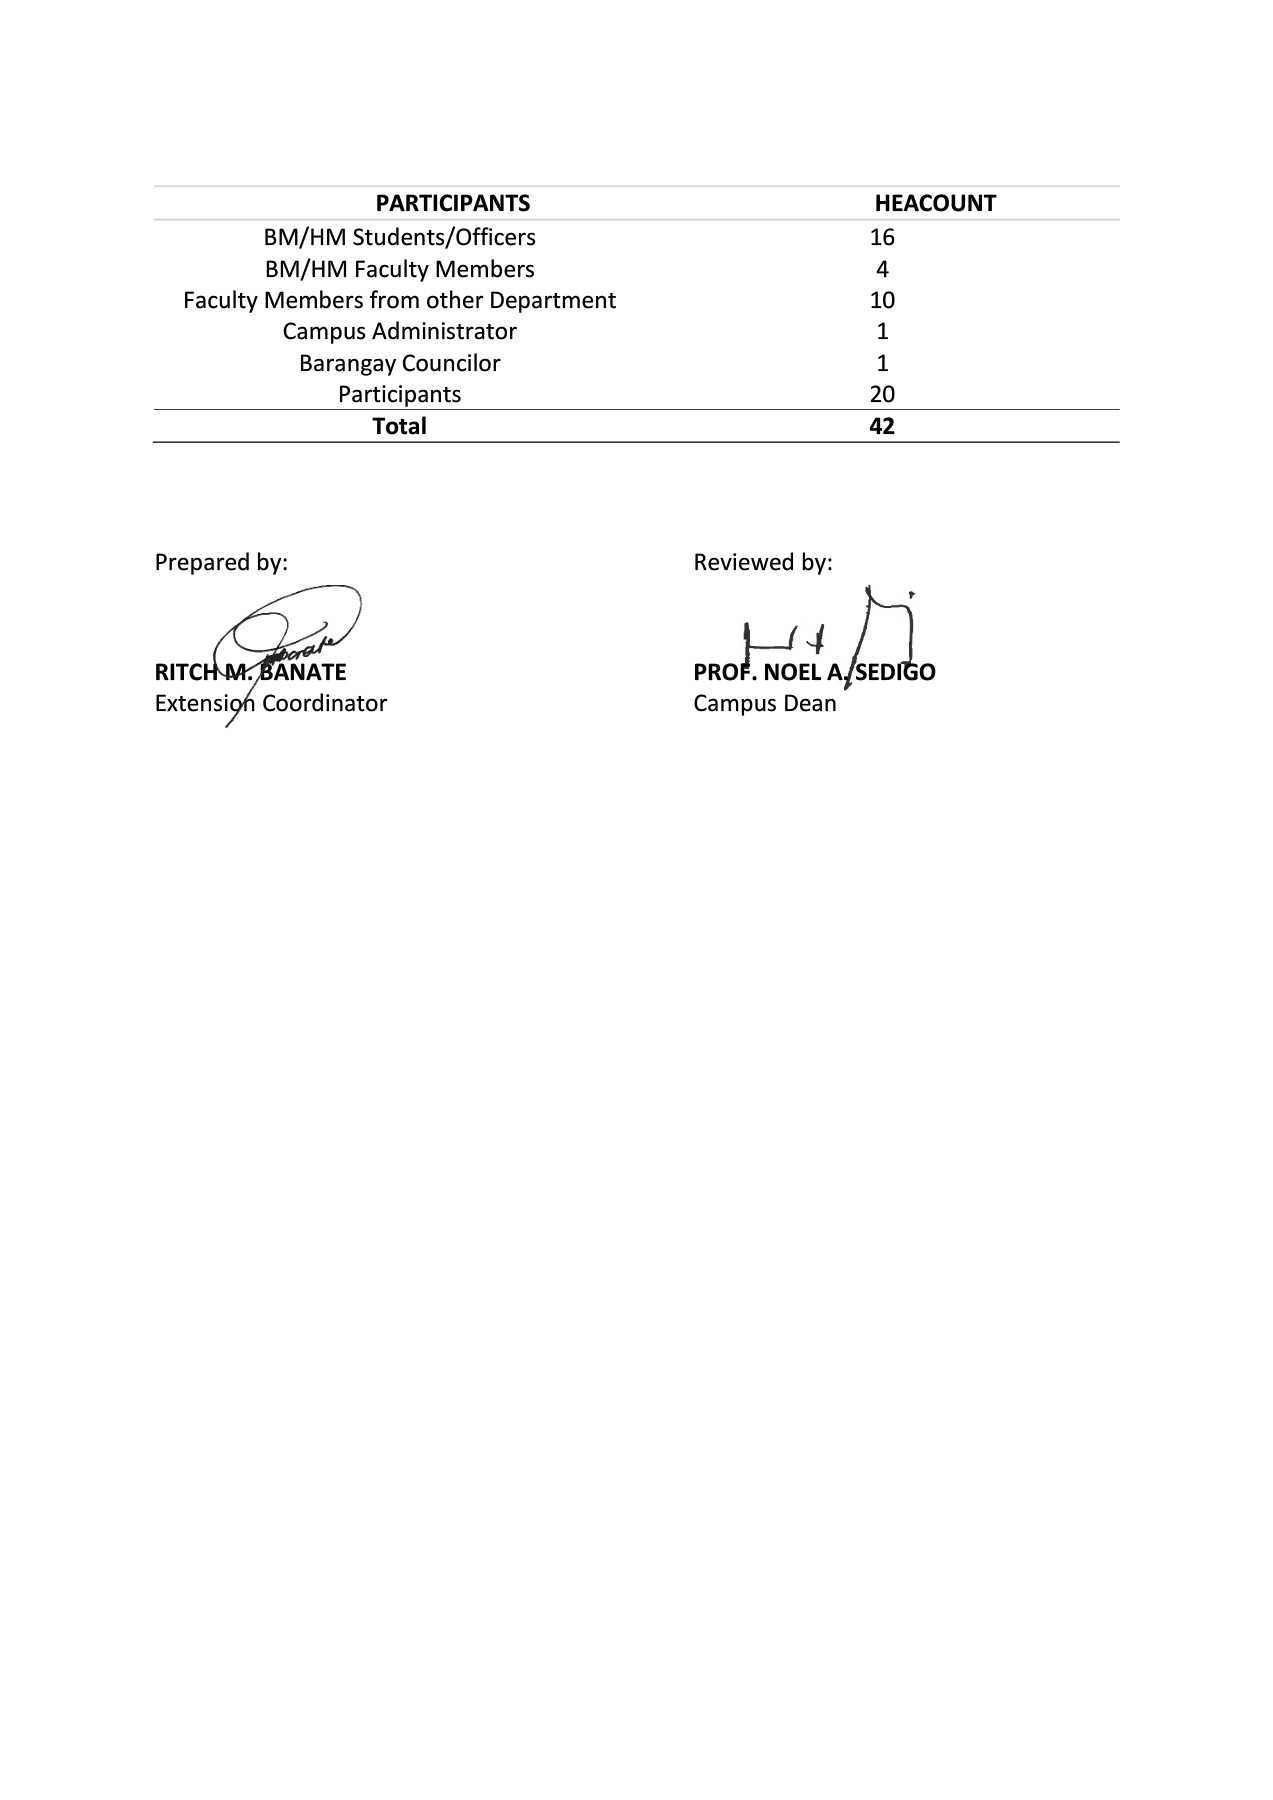 PARTICIPANTS HEACOUNT
BM/HM Students/Officers 16
BM/HM Faculty Members 4
Faculty Members from other Department 10
Campus Administrator 1
Barangay Councilor 1
Participants 20
Total 42
Prepared by: Reviewed by:
RITCH M. BANATE PROF. NOEL A. SEDIGO
Extension Coordinator Campus Dean